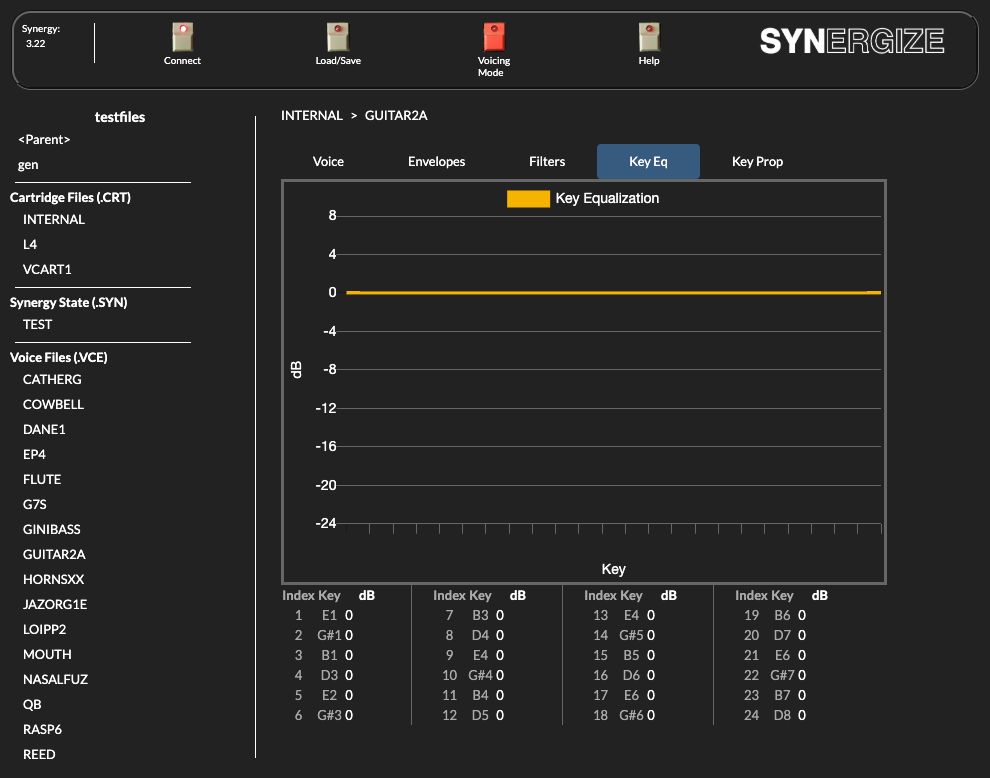 Synergy:
3.22
Connect
Load/Save
Voicing
Mode
Help
SYNERGIZE
testfiles
<Parent>
gen
Cartridge Files (.CRT)
INTERNAL
L4
VCART1
Synergy State (.SYN)
TEST
Voice Files (.VCE)
CATHERG
COWBELL
DANE1
EP4
FLUTE
G7S
GINIBASS
GUITAR2A
HORNSXX
JAZORG1E
LOIPP2
MOUTH
NASALFUZ
QB
RASP6
REED
INTERNAL > GUITAR2A
Voice Envelopes Filters Key Eq Key Prop
Key Equalization
8
4
0
-4
-8
-12
-16
-20
-24
dB
Key
Index Key dB Index Key dB Index Key dB Index Key dB
1 E1 0 7 B3 0 13 E4 0 19 B6 0
2 G#1 0 8 D4 0 14 G#5 0 20 D7 0
3 B1 0 9 E4 0 15 B5 0 21 E6 0
4 D3 0 10 G#4 0 16 D6 0 22 G#7 0
5 E2 0 11 B4 0 17 E6 0 23 B7 0
6 G#3 0 12 D5 0 18 G#6 0 24 D8 0